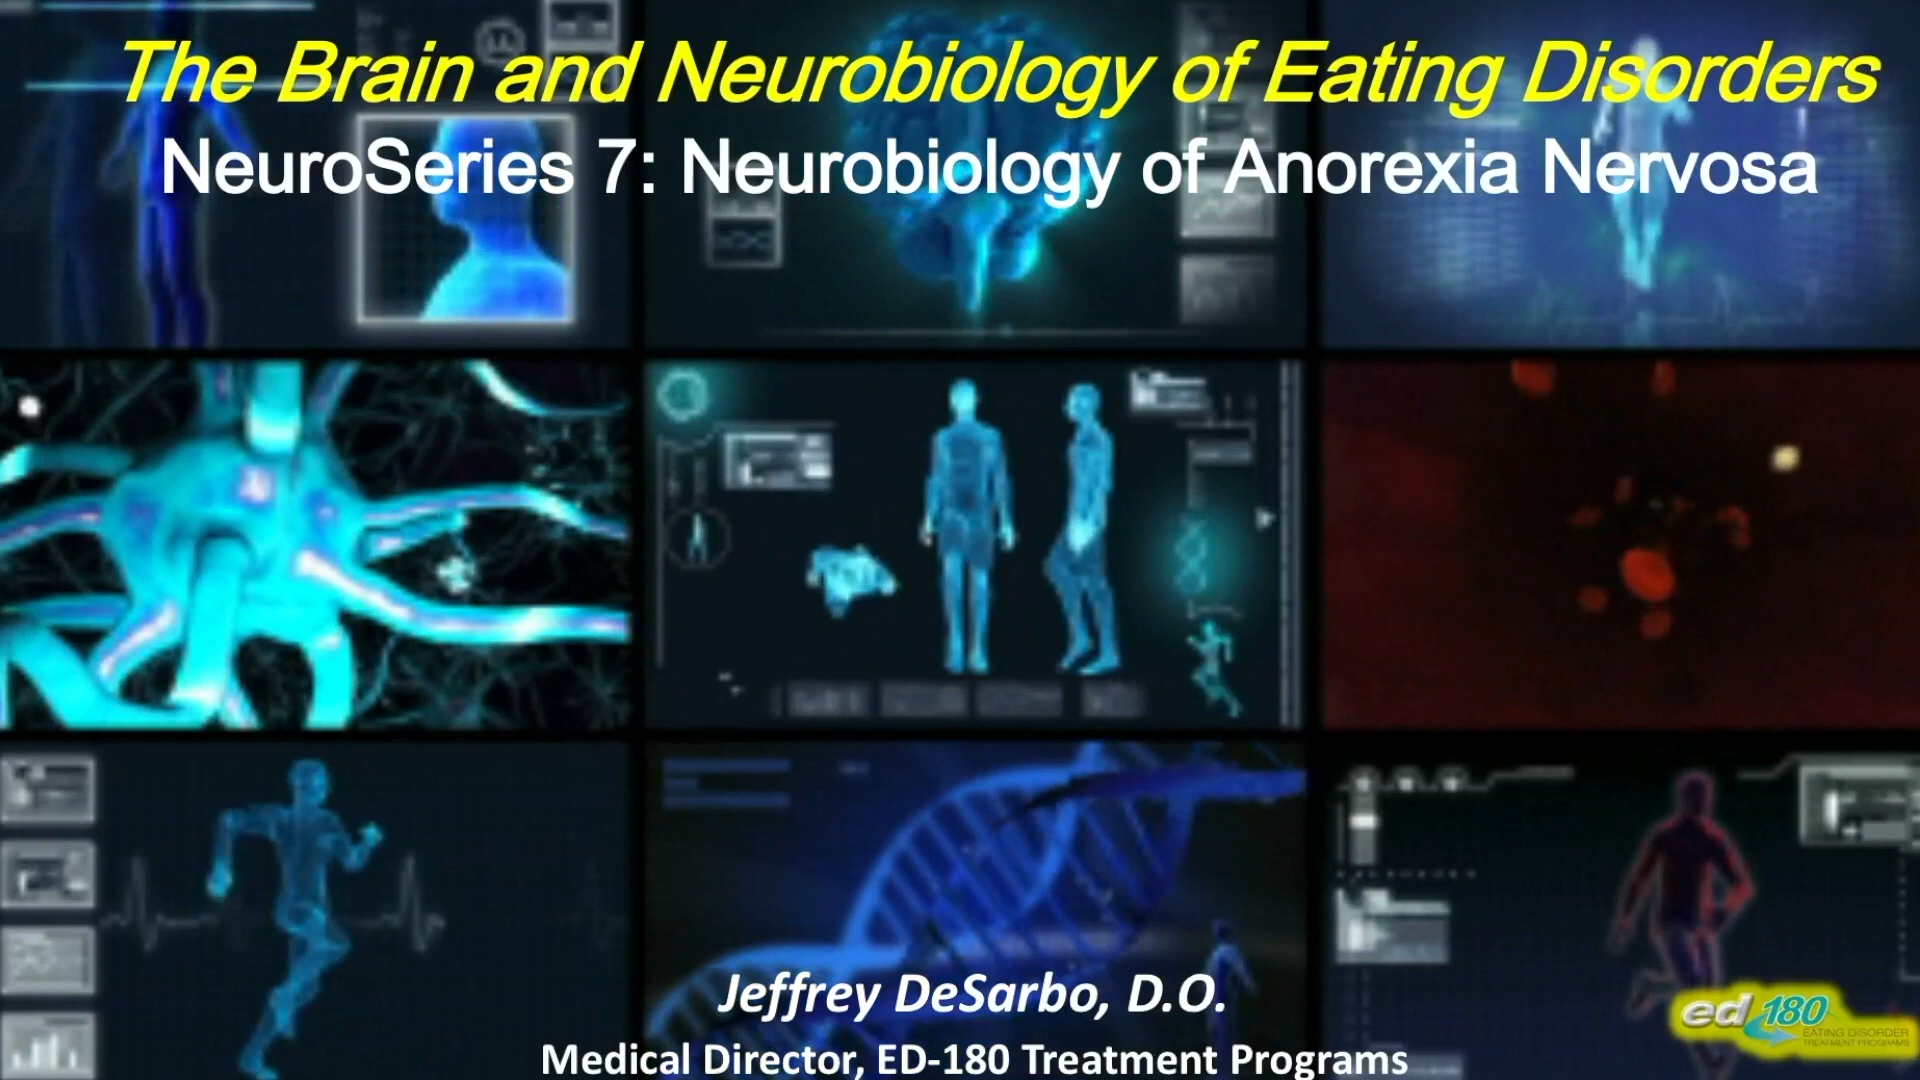 The Brain and Neurobiology of Eating Disorders
NeuroSeries 7: Neurobiology of Anorexia Nervosa
Jeffrey DeSarbo, D.O.
Medical Director, ED-180 Treatment Programs
ed 180
EATING DISORDER
TREATMENT PROGRAMS